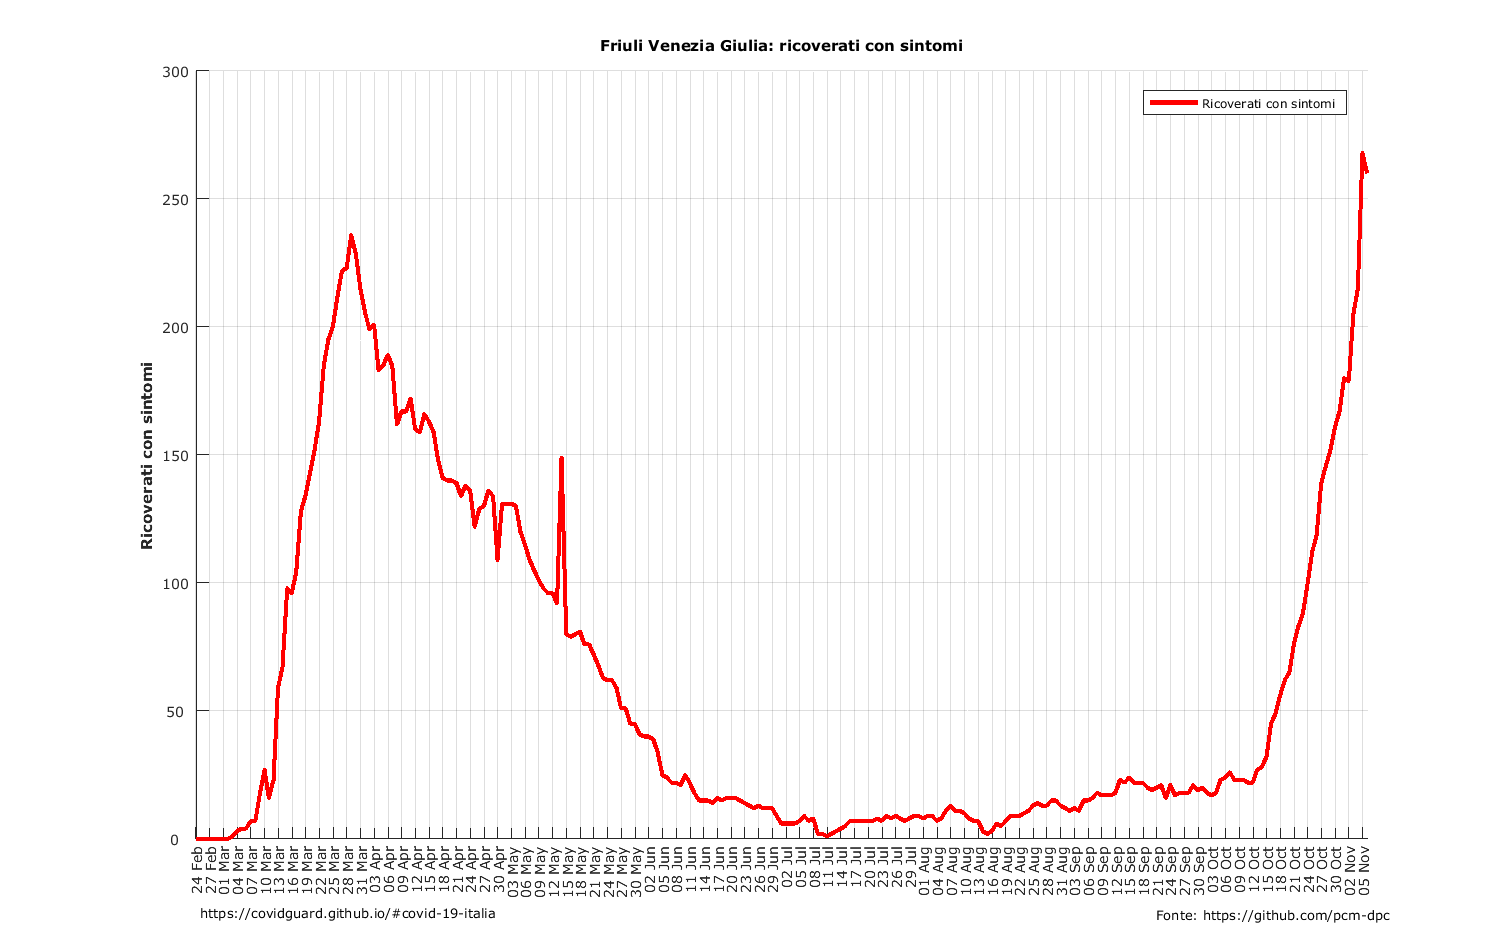 Friuli Venezia Giulia: ricoverati con sintomi
Ricoverati con sintomi
300
250
200
150
100
50
0
Ricoverati con sintomi
24 Feb
27 Feb
01 Mar
04 Mar
07 Mar
10 Mar
13 Mar
16 Mar
19 Mar
22 Mar
25 Mar
28 Mar
31 Mar
03 Apr
06 Apr
09 Apr
12 Apr
15 Apr
18 Apr
21 Apr
24 Apr
27 Apr
30 Apr
03 May
06 May
09 May
12 May
15 May
18 May
21 May
24 May
27 May
30 May
02 Jun
05 Jun
08 Jun
11 Jun
14 Jun
17 Jun
20 Jun
23 Jun
26 Jun
29 Jun
02 Jul
05 Jul
08 Jul
11 Jul
14 Jul
17 Jul
20 Jul
23 Jul
26 Jul
29 Jul
01 Aug
04 Aug
07 Aug
10 Aug
13 Aug
16 Aug
19 Aug
22 Aug
25 Aug
28 Aug
31 Aug
03 Sep
06 Sep
09 Sep
12 Sep
15 Sep
18 Sep
21 Sep
24 Sep
27 Sep
30 Sep
03 Oct
06 Oct
09 Oct
12 Oct
15 Oct
18 Oct
21 Oct
24 Oct
27 Oct
30 Oct
02 Nov
05 Nov
https://covidguard.github.io/#covid-19-italia
Fonte: https://github.com/pcm-dpc